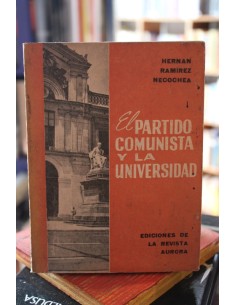 HERNAN
RAMIREZ
NECOCHEA
El PARTIDO
COMUNISTA
Y LA
UNIVERSIDAD
EDICIONES DE
LA REVISTA
AURORA